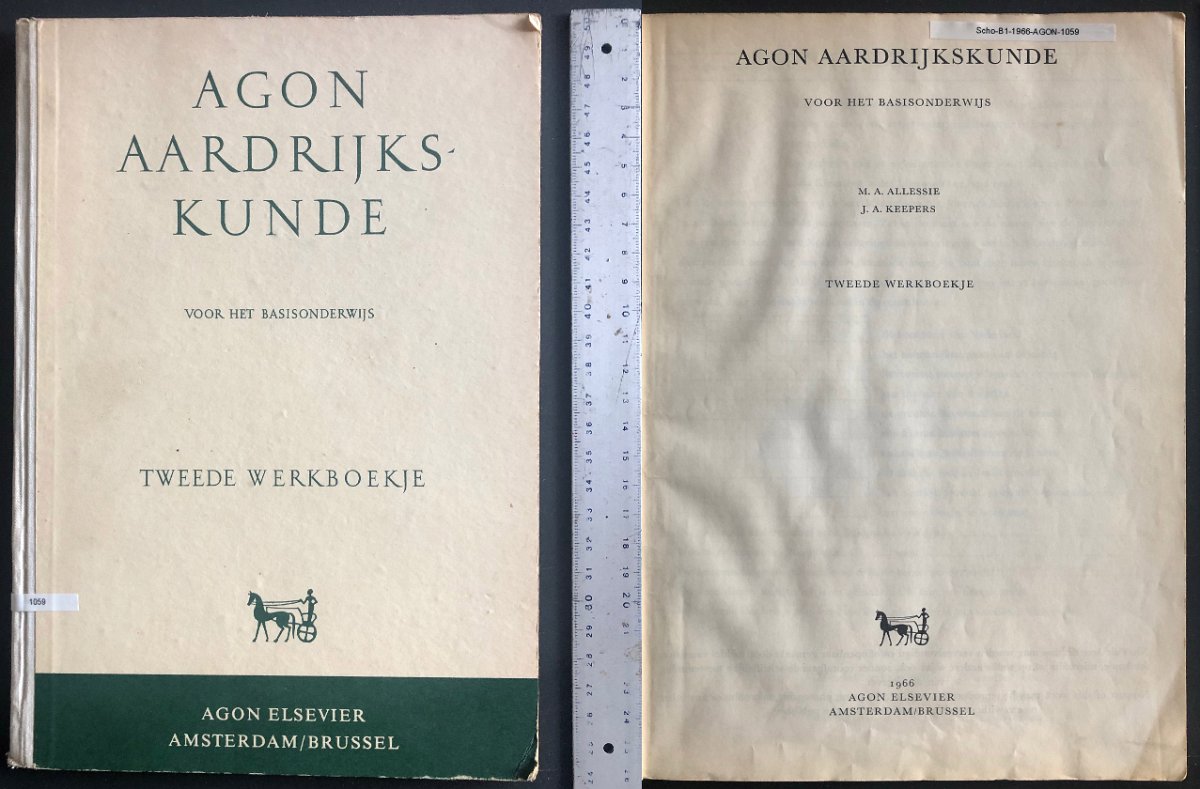 AGON
AARDRIJKS-
KUNDE
VOOR HET BASISONDERWIJS
TWEEDE WERKBOEKJE
1059
AGON ELSEVIER
AMSTERDAM/BRUSSEL
Scho-B1-1966-AGON-1059
AGON AARDRIJKSKUNDE
VOOR HET BASISONDERWIJS
M. A. ALLESSIE
J. A. KEEPERS
TWEEDE WERKBOEKJE
1966
AGON ELSEVIER
AMSTERDAM/BRUSSEL